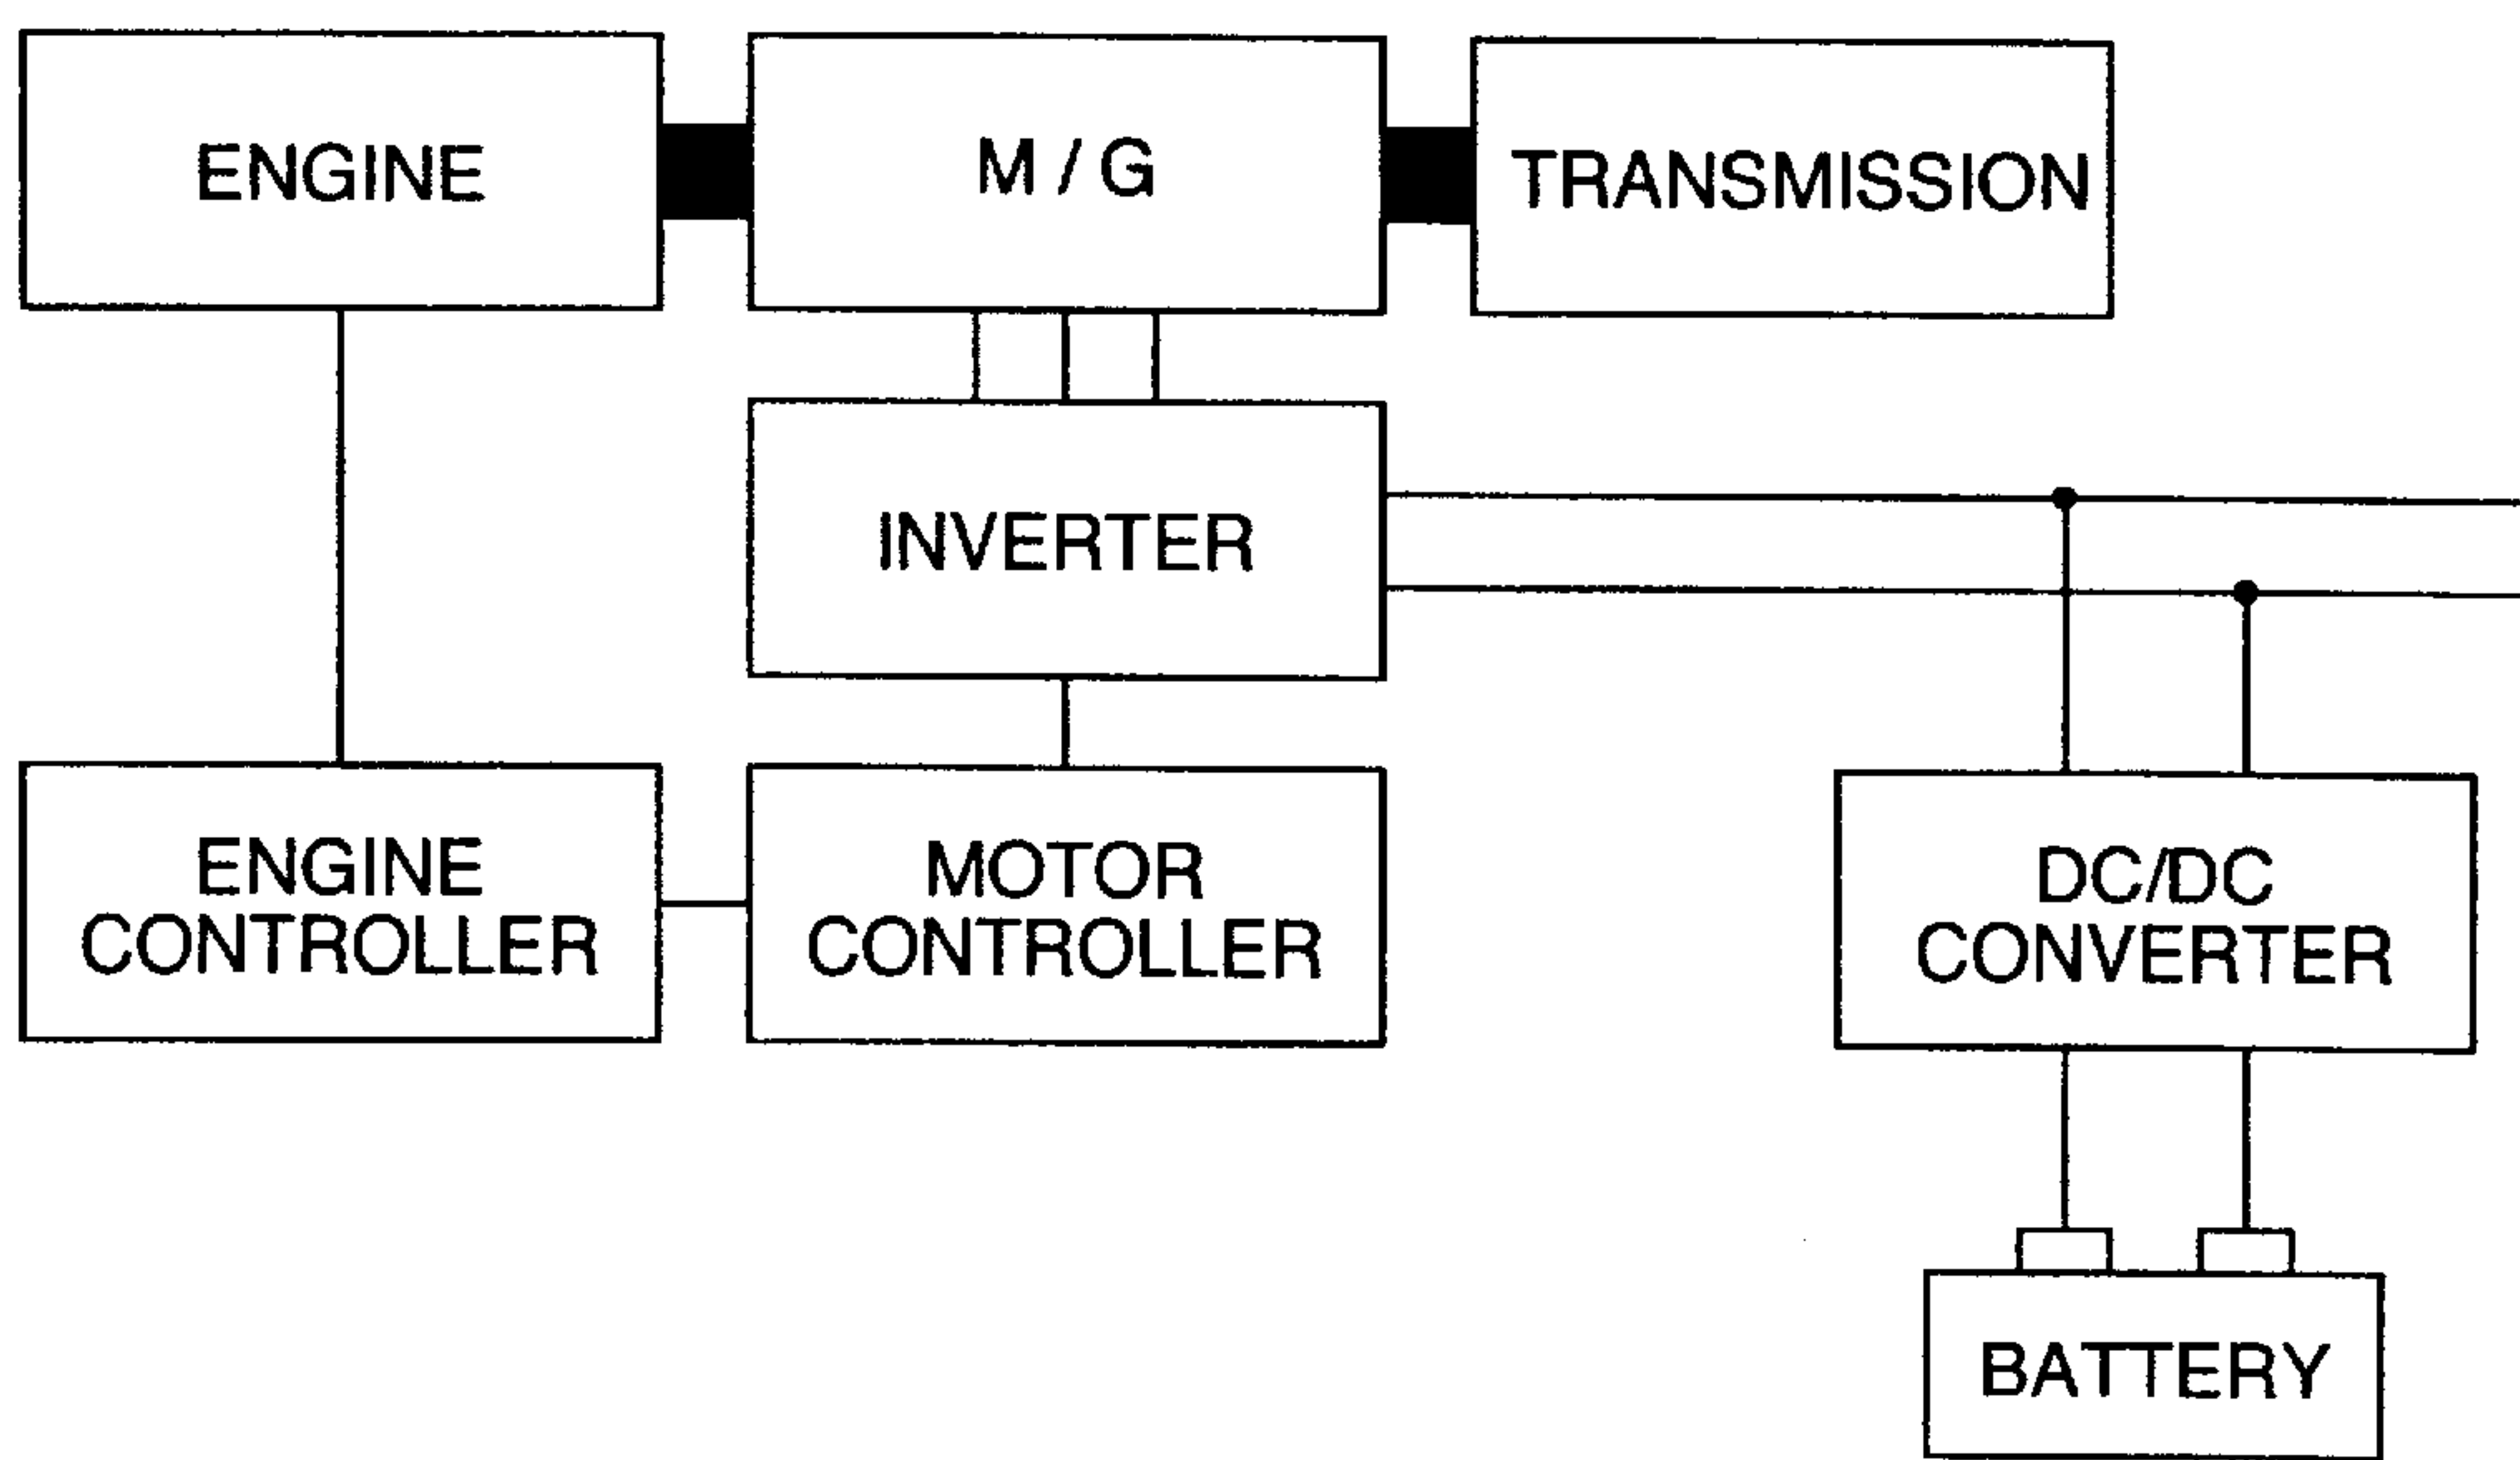 ENGINE
M / G
TRANSMISSION
INVERTER
ENGINE
CONTROLLER
MOTOR
CONTROLLER
DC/DC
CONVERTER
BATTERY